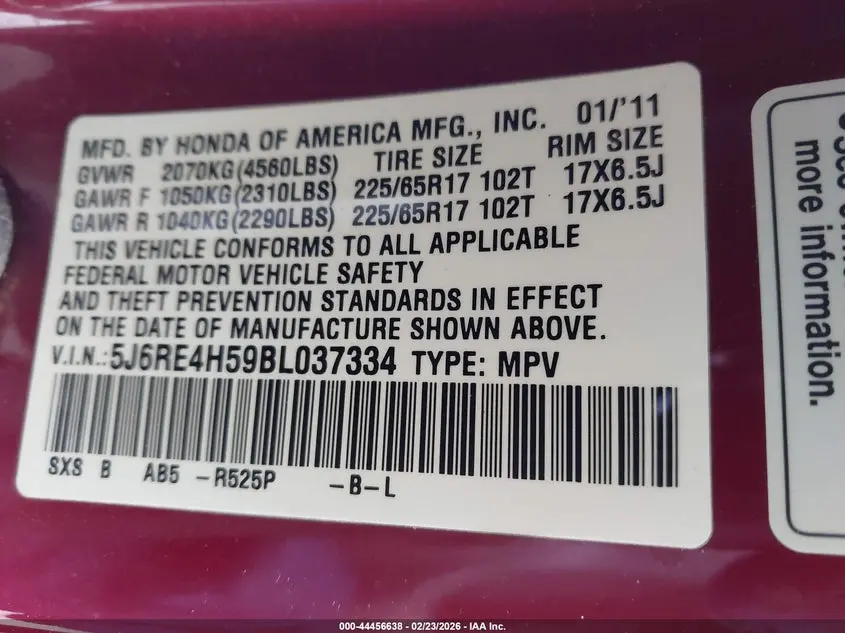 MFD. BY HONDA OF AMERICA MFG., INC. 01/'11
GVWR 2070KG(4560LBS) TIRE SIZE RIM SIZE
GAWR F 1050KG(2310LBS) 225/65R17 102T 17X6.5J
GAWR R 1040KG(2290LBS) 225/65R17 102T 17X6.5J
THIS VEHICLE CONFORMS TO ALL APPLICABLE
FEDERAL MOTOR VEHICLE SAFETY
AND THEFT PREVENTION STANDARDS IN EFFECT
ON THE DATE OF MANUFACTURE SHOWN ABOVE.
V.I.N.:5J6RE4H59BL037334 TYPE: MPV
SXS B AB5 -R525P -B-L
more information.
000-44456638 - 02/23/2026 - IAA Inc.